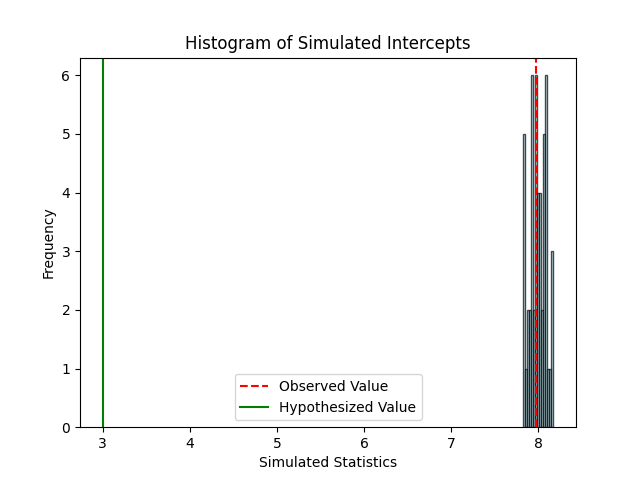 Histogram of Simulated Intercepts
6
5
4
3
2
1
0
Frequency
3 4 5 6 7 8
Simulated Statistics
Observed Value
Hypothesized Value